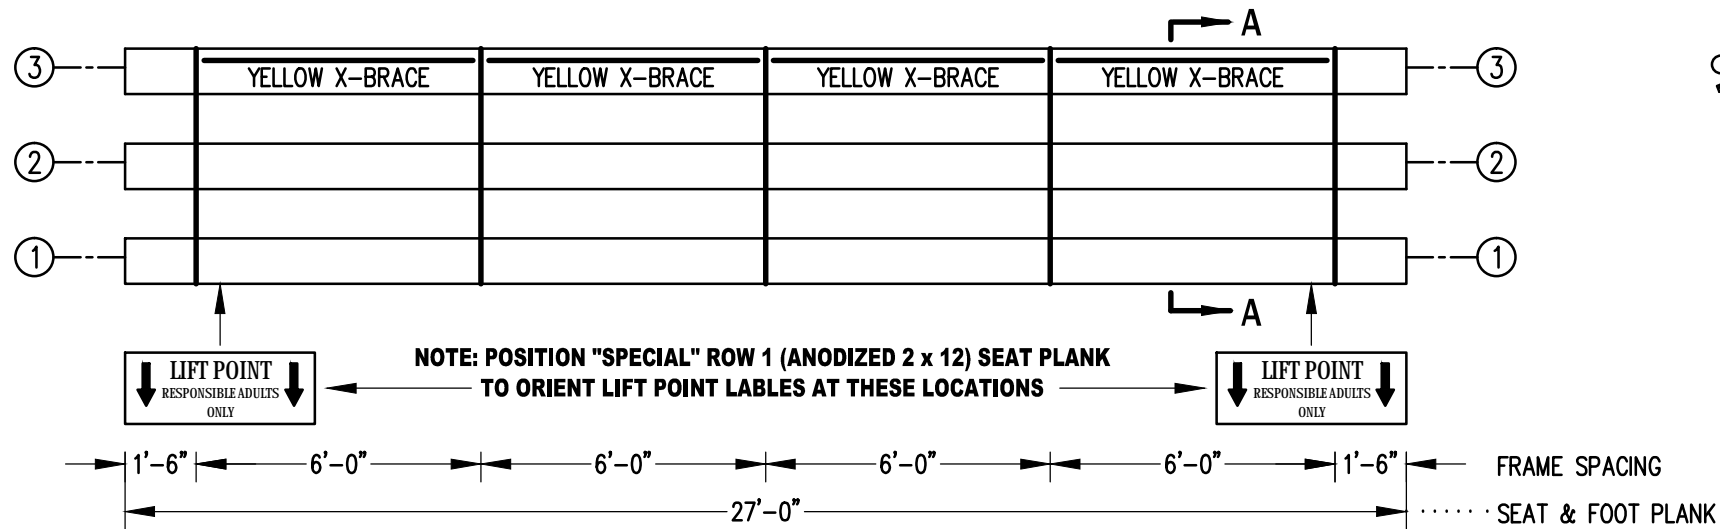 A
3 YELLOW X-BRACE YELLOW X-BRACE YELLOW X-BRACE YELLOW X-BRACE 3
2 2
1 1
A
NOTE: POSITION "SPECIAL" ROW 1 (ANODIZED 2 x 12) SEAT PLANK
TO ORIENT LIFT POINT LABLES AT THESE LOCATIONS
LIFT POINT
RESPONSIBLE ADULTS
ONLY
LIFT POINT
RESPONSIBLE ADULTS
ONLY
1'-6" 6'-0" 6'-0" 6'-0" 6'-0" 1'-6" FRAME SPACING
27'-0" SEAT & FOOT PLANK